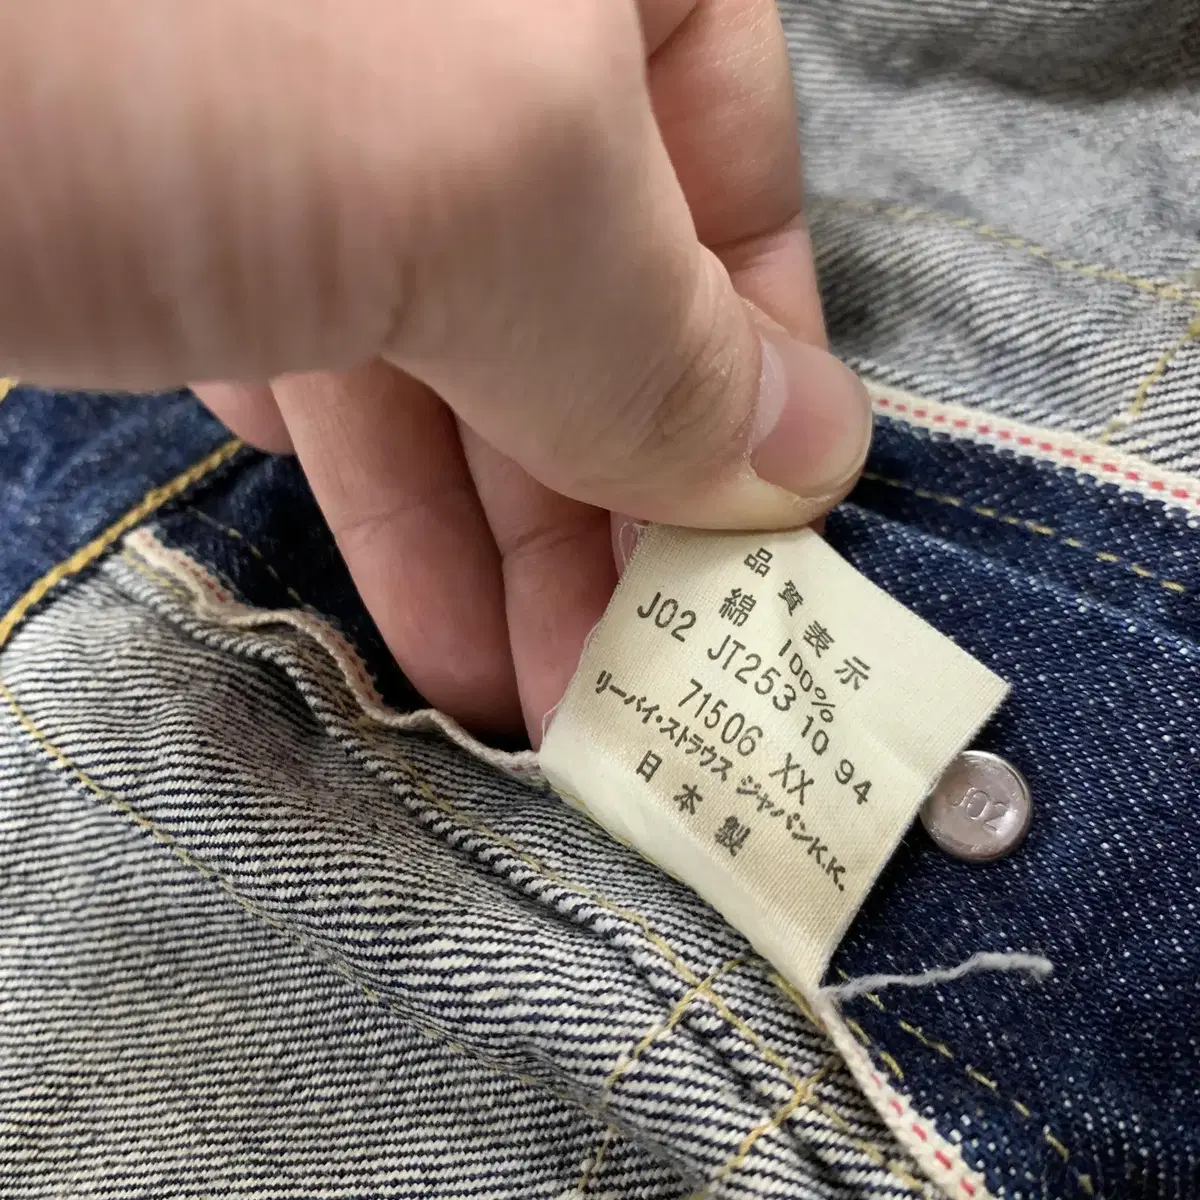 品質表示
綿 100%
J02 JT253 10 94
71506 XX
リーバイ・ストラウス ジャパンK.K.
日本製